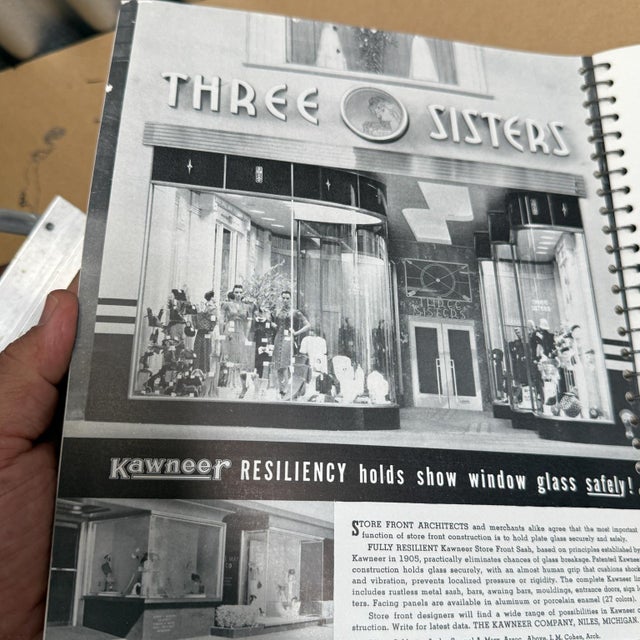 THREE SISTERS
THREE
SISTERS
THREE
SISTERS
Kawneer RESILIENCY holds show window glass safely!
STORE FRONT ARCHITECTS and merchants alike agree that the most important
function of store front construction is to hold plate glass securely and safely.
FULLY RESILIENT Kawneer Store Front Sash, based on principles established by
Kawneer in 1905, practically eliminates chances of glass breakage. Patented Kawneer
construction holds glass securely, with an almost human grip that cushions shock
and vibration, prevents localized pressure or rigidity. The complete Kawneer
includes rustless metal sash, bars, awning bars, mouldings, entrance doors, sign
ters. Facing panels are available in aluminum or porcelain enamel (27 colors).
Store front designers will find a wide range of possibilities in Kawneer
struction. Write for latest data. THE KAWNEER COMPANY, NILES, MICHIGAN
Assoc. Above, L.M. Cohen, Arch.